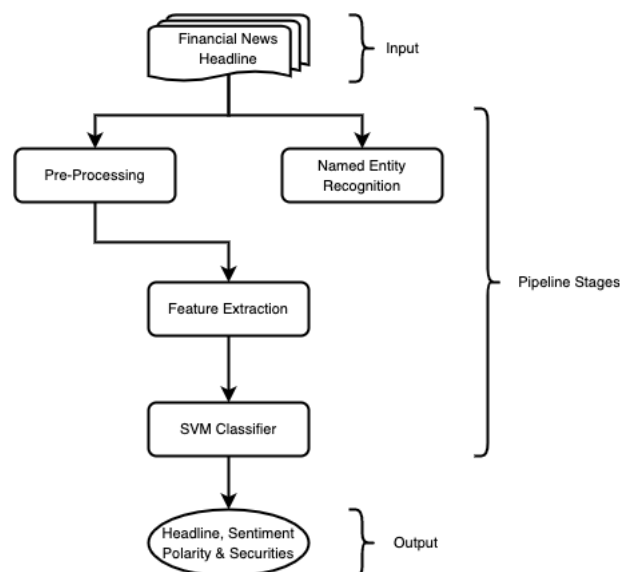 Financial News
Headline
Input
Pre-Processing
Named Entity
Recognition
Pipeline Stages
Feature Extraction
SVM Classifier
Headline, Sentiment
Polarity & Securities
Output